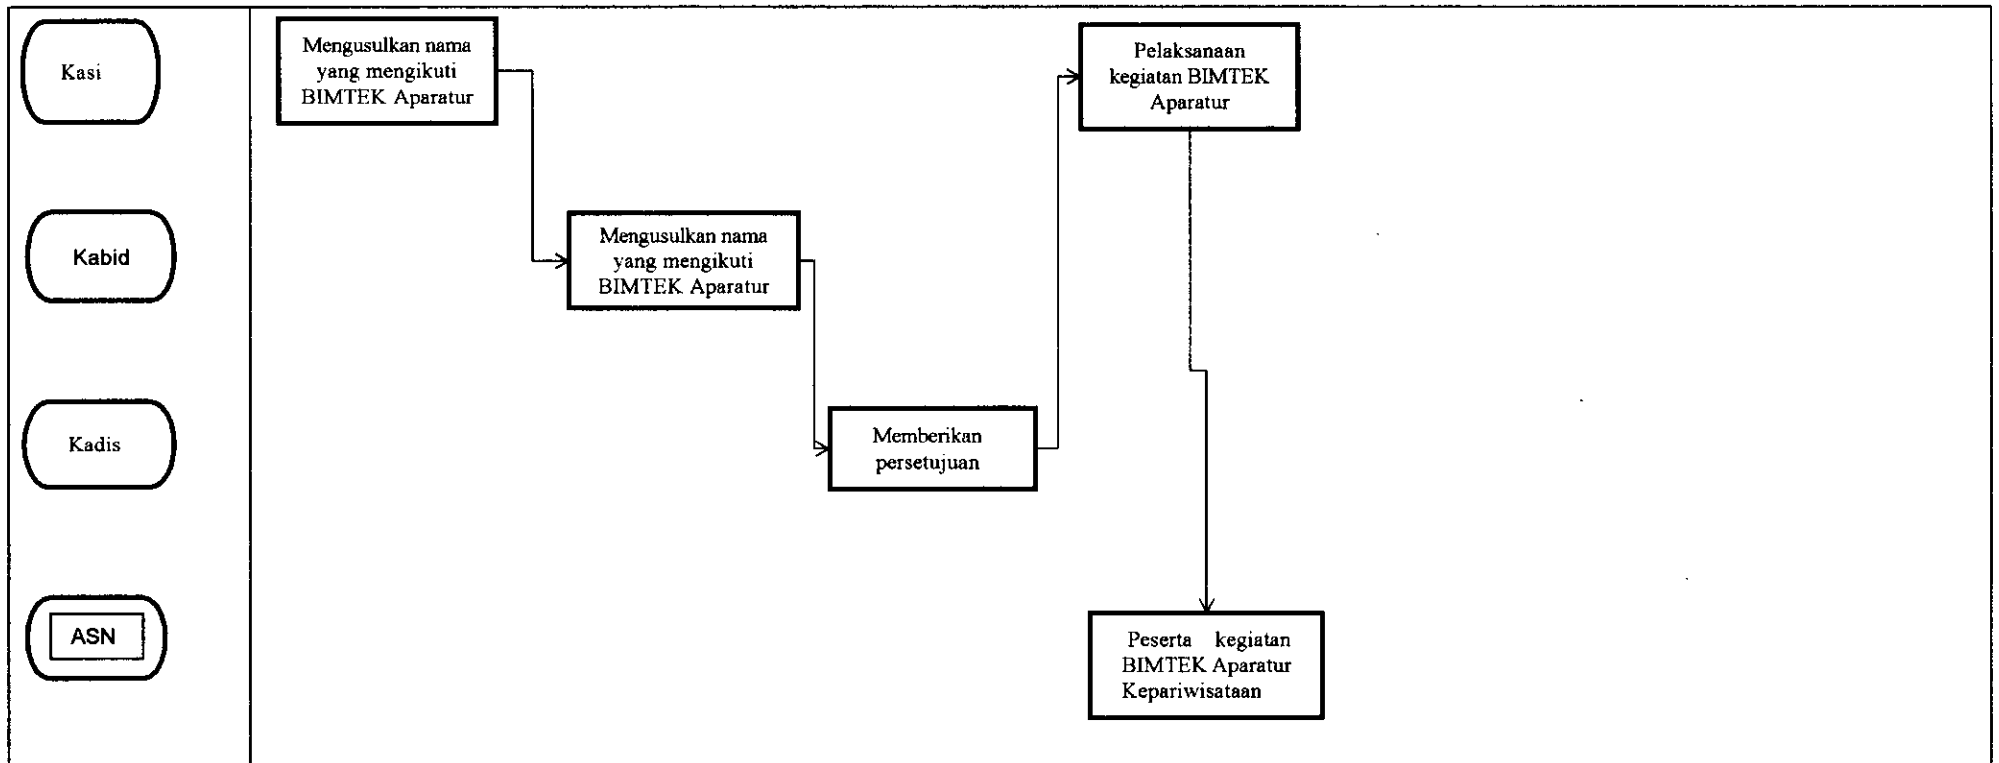 Kasi
Mengusulkan nama
yang mengikuti
BIMTEK Aparatur
Pelaksanaan
kegiatan BIMTEK
Aparatur
Kabid
Mengusulkan nama
yang mengikuti
BIMTEK Aparatur
Kadis
Memberikan
persetujuan
ASN
Peserta kegiatan
BIMTEK Aparatur
Kepariwisataan